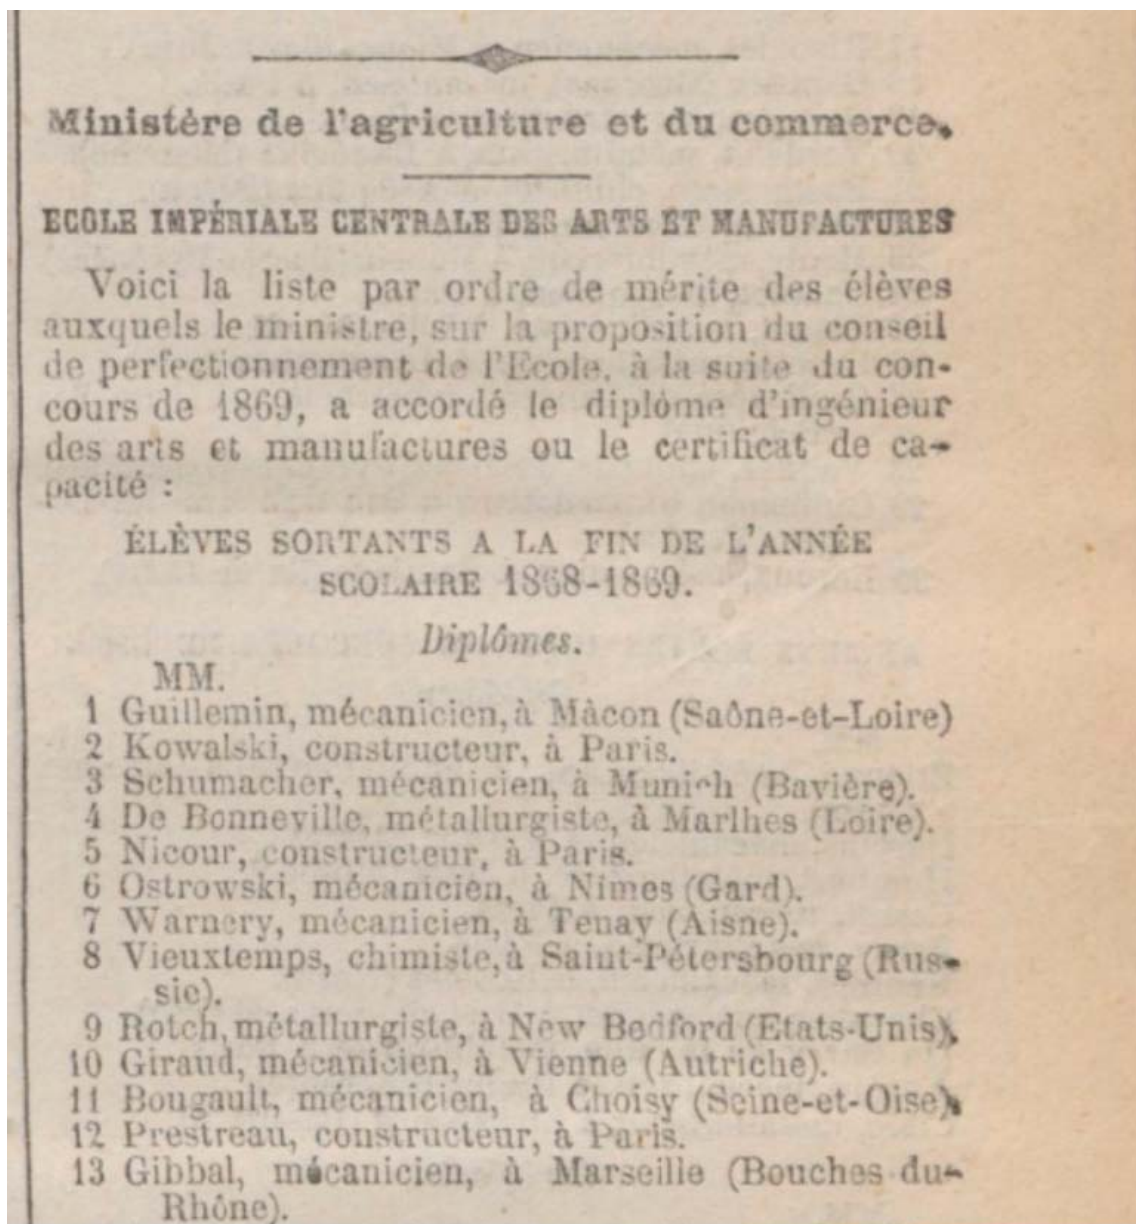 Ministère de l'agriculture et du commerce.
ECOLE IMPÉRIALE CENTRALE DES ARTS ET MANUFACTURES
Voici la liste par ordre de mérite des élèves
auxquels le ministre, sur la proposition du conseil
de perfectionnement de l'Ecole, à la suite du con-
cours de 1869, a accordé le diplôme d'ingénieur
des arts et manufactures ou le certificat de ca-
pacité :
ÉLÈVES SORTANTS A LA FIN DE L'ANNÉE
SCOLAIRE 1868-1869.
Diplômes.
MM.
1 Guillemin, mécanicien, à Mâcon (Saône-et-Loire)
2 Kowalski, constructeur, à Paris.
3 Schumacher, mécanicien, à Munich (Bavière).
4 De Bonneville, métallurgiste, à Marlhes (Loire).
5 Nicour, constructeur, à Paris.
6 Ostrowski, mécanicien, à Nimes (Gard).
7 Warnery, mécanicien, à Tenay (Aisne).
8 Vieuxtemps, chimiste, à Saint-Pétersbourg (Rus-
sie).
9 Rotch, métallurgiste, à New Bedford (Etats-Unis).
10 Giraud, mécanicien, à Vienne (Autriche).
11 Bougault, mécanicien, à Choisy (Seine-et-Oise).
12 Prestreau, constructeur, à Paris.
13 Gibbal, mécanicien, à Marseille (Bouches-du-
Rhône).